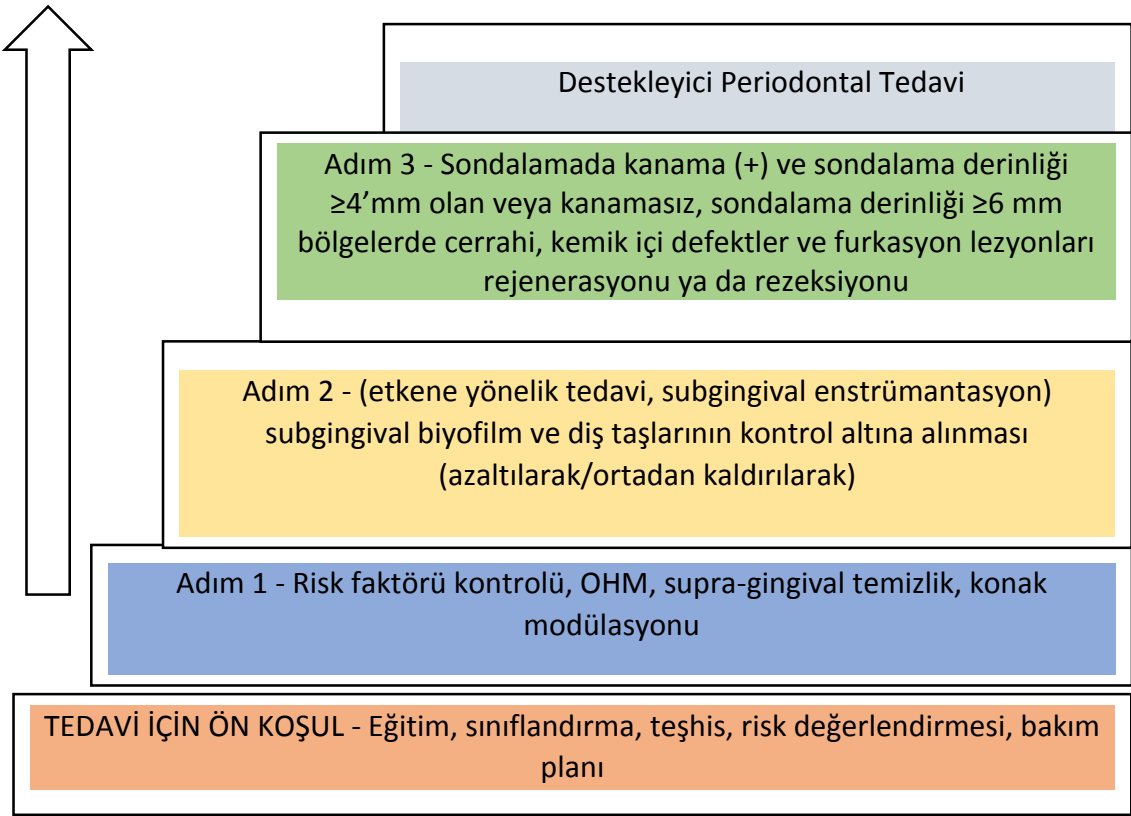 Destekleyici Periodontal Tedavi
Adım 3 - Sondalamada kanama (+) ve sondalama derinliği
≥4’mm olan veya kanamasız, sondalama derinliği ≥6 mm
bölgelerde cerrahi, kemik içi defektler ve furkasyon lezyonları
rejenerasyonu ya da rezeksiyonu
Adım 2 - (etkene yönelik tedavi, subgingival enstrümantasyon)
subgingival biyofilm ve diş taşlarının kontrol altına alınması
(azaltılarak/ortadan kaldırılarak)
Adım 1 - Risk faktörü kontrolü, OHM, supra-gingival temizlik, konak
modülasyonu
TEDAVİ İÇİN ÖN KOŞUL - Eğitim, sınıflandırma, teşhis, risk değerlendirmesi, bakım
planı